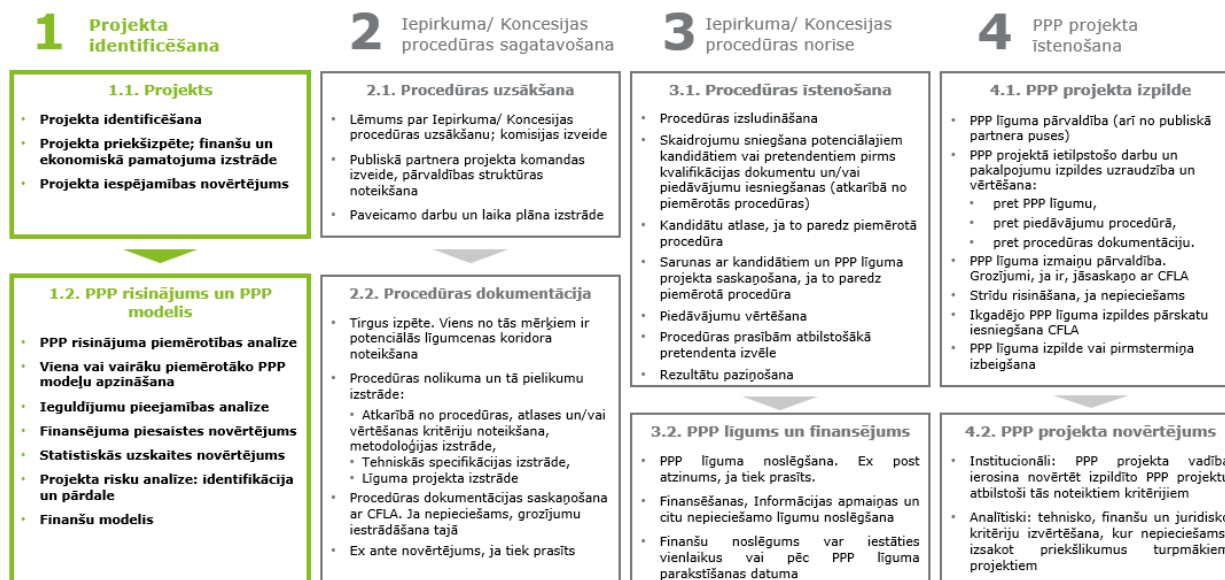 1 Projekta
identificēšana
1.1. Projekts
Projekta identificēšana
Projekta priekšizpēte; finanšu un
ekonomiskā pamatojuma izstrāde
Projekta iespējamības novērtējums
1.2. PPP risinājums un PPP
modelis
PPP risinājuma piemērotības analīze
Viena vai vairāku piemērotāko PPP
modeļu apzināšana
Ieguldījumu pieejamības analīze
Finansējuma piesaistes novērtējums
Statistiskās uzskaites novērtējums
Projekta risku analīze: identifikācija
un pārdale
Finanšu modelis
2 Iepirkuma/ Koncesijas
procedūras sagatavošana
2.1. Procedūras uzsākšana
Lēmums par Iepirkuma/ Koncesijas
procedūras uzsākšanu; komisijas izveide
Publiskā partnera projekta komandas
izveide, pārvaldības struktūras
noteikšana
Paveicamo darbu un laika plāna izstrāde
2.2. Procedūras dokumentācija
Tirgus izpēte. Viens no tās mērķiem ir
potenciālās līgumcenas koridora
noteikšana
Procedūras nolikuma un tā pielikumu
izstrāde:
Atkarībā no procedūras, atlases un/vai
vērtēšanas kritēriju noteikšana,
metodoloģijas izstrāde,
Tehniskās specifikācijas izstrāde,
Līguma projekta izstrāde
Procedūras dokumentācijas saskaņošana
ar CFLA. Ja nepieciešams, grozījumu
iestrādāšana tajā
Ex ante novērtējums, ja tiek prasīts
3 Iepirkuma/ Koncesijas
procedūras norise
3.1. Procedūras īstenošana
Procedūras izsludināšana
Skaidrojumu sniegšana potenciālajiem
kandidātiem vai pretendentiem pirms
kvalifikācijas dokumentu un/vai
piedāvājumu iesniegšanas (atkarībā no
piemērotās procedūras)
Kandidātu atlase, ja to paredz piemērotā
procedūra
Sarunas ar kandidātiem un PPP līguma
projekta saskaņošana, ja to paredz
piemērotā procedūra
Piedāvājumu vērtēšana
Procedūras prasībām atbilstošākā
pretendenta izvēle
Rezultātu paziņošana
3.2. PPP līgums un finansējums
PPP līguma noslēgšana. Ex post
atzinums, ja tiek prasīts.
Finansēšanas, Informācijas apmaiņas un
citu nepieciešamo līgumu noslēgšana
Finanšu noslēgums var iestāties
vienlaikus vai pēc PPP līguma
parakstīšanas datuma
4 PPP projekta
īstenošana
4.1. PPP projekta izpilde
PPP līguma pārvaldība (arī no publiskā
partnera puses)
PPP projektā ietilpstošo darbu un
pakalpojumu izpildes uzraudzība un
vērtēšana:
pret PPP līgumu,
pret piedāvājumu procedūrā,
pret procedūras dokumentāciju.
PPP līguma izmaiņu pārvaldība.
Grozījumi, ja ir, jāsaskaņo ar CFLA
Strīdu risināšana, ja nepieciešams
Ikgadējo PPP līguma izpildes pārskatu
iesniegšana CFLA
PPP līguma izpilde vai pirmstermiņa
izbeigšana
4.2. PPP projekta novērtējums
Institucionāli: PPP projekta vadība
ierosina novērtēt izpildīto PPP projektu
atbilstoši tās noteiktiem kritērijiem
Analītiski: tehnisko, finanšu un juridisko
kritēriju izvērtēšana, kur nepieciešams
izsakot priekšlikumus turpmākiem
projektiem